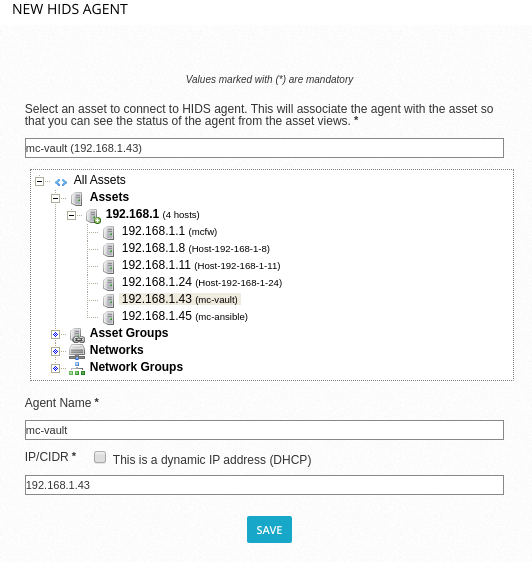 NEW HIDS AGENT
Values marked with (*) are mandatory
Select an asset to connect to HIDS agent. This will associate the agent with the asset so
that you can see the status of the agent from the asset views. *
mc-vault (192.168.1.43)
All Assets
Assets
192.168.1 (4 hosts)
192.168.1.1 (mcfw)
192.168.1.8 (Host-192-168-1-8)
192.168.1.11 (Host-192-168-1-11)
192.168.1.24 (Host-192-168-1-24)
192.168.1.43 (mc-vault)
192.168.1.45 (mc-ansible)
Asset Groups
Networks
Network Groups
Agent Name *
mc-vault
IP/CIDR * This is a dynamic IP address (DHCP)
192.168.1.43
SAVE